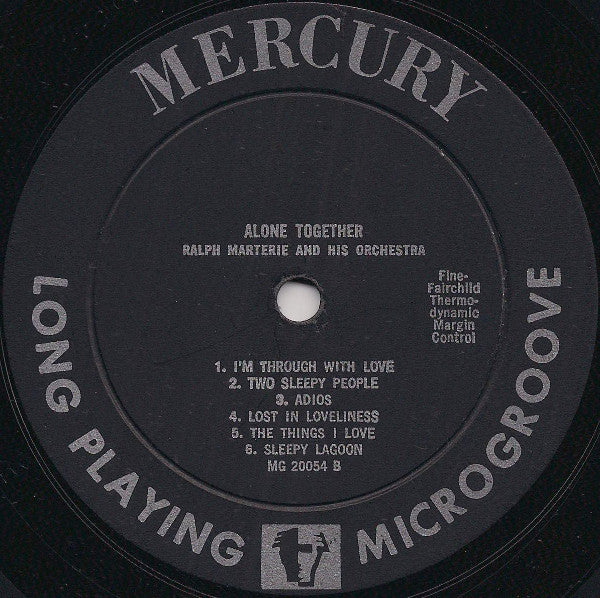 MERCURY
ALONE TOGETHER
RALPH MARTERIE AND HIS ORCHESTRA
Fine-
Fairchild
Thermo-
dynamic
Margin
Control
1. I'M THROUGH WITH LOVE
2. TWO SLEEPY PEOPLE
3. ADIOS
4. LOST IN LOVELINESS
5. THE THINGS I LOVE
6. SLEEPY LAGOON
MG 20054 B
LONG PLAYING MICROGROOVE